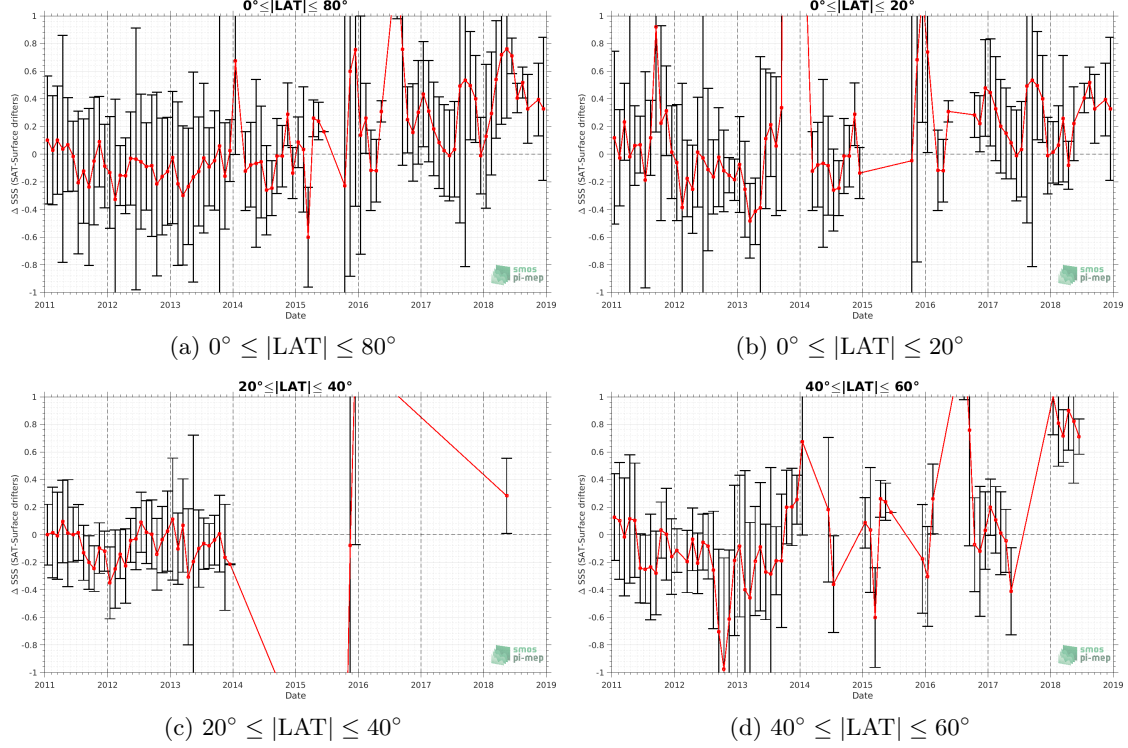 0°≤|LAT|≤ 80°
1
0.8
0.6
0.4
0.2
0
-0.2
-0.4
-0.6
-0.8
-1
Δ SSS (SAT-Surface drifters)
2011 2012 2013 2014 2015 2016 2017 2018 2019
Date
smos
pi-mep
(a) 0° ≤ |LAT| ≤ 80°
0°≤|LAT|≤ 20°
1
0.8
0.6
0.4
0.2
0
-0.2
-0.4
-0.6
-0.8
-1
Δ SSS (SAT-Surface drifters)
2011 2012 2013 2014 2015 2016 2017 2018 2019
Date
smos
pi-mep
(b) 0° ≤ |LAT| ≤ 20°
20°≤|LAT|≤ 40°
1
0.8
0.6
0.4
0.2
0
-0.2
-0.4
-0.6
-0.8
-1
Δ SSS (SAT-Surface drifters)
2011 2012 2013 2014 2015 2016 2017 2018 2019
Date
smos
pi-mep
(c) 20° ≤ |LAT| ≤ 40°
40°≤|LAT|≤ 60°
1
0.8
0.6
0.4
0.2
0
-0.2
-0.4
-0.6
-0.8
-1
Δ SSS (SAT-Surface drifters)
2011 2012 2013 2014 2015 2016 2017 2018 2019
Date
smos
pi-mep
(d) 40° ≤ |LAT| ≤ 60°